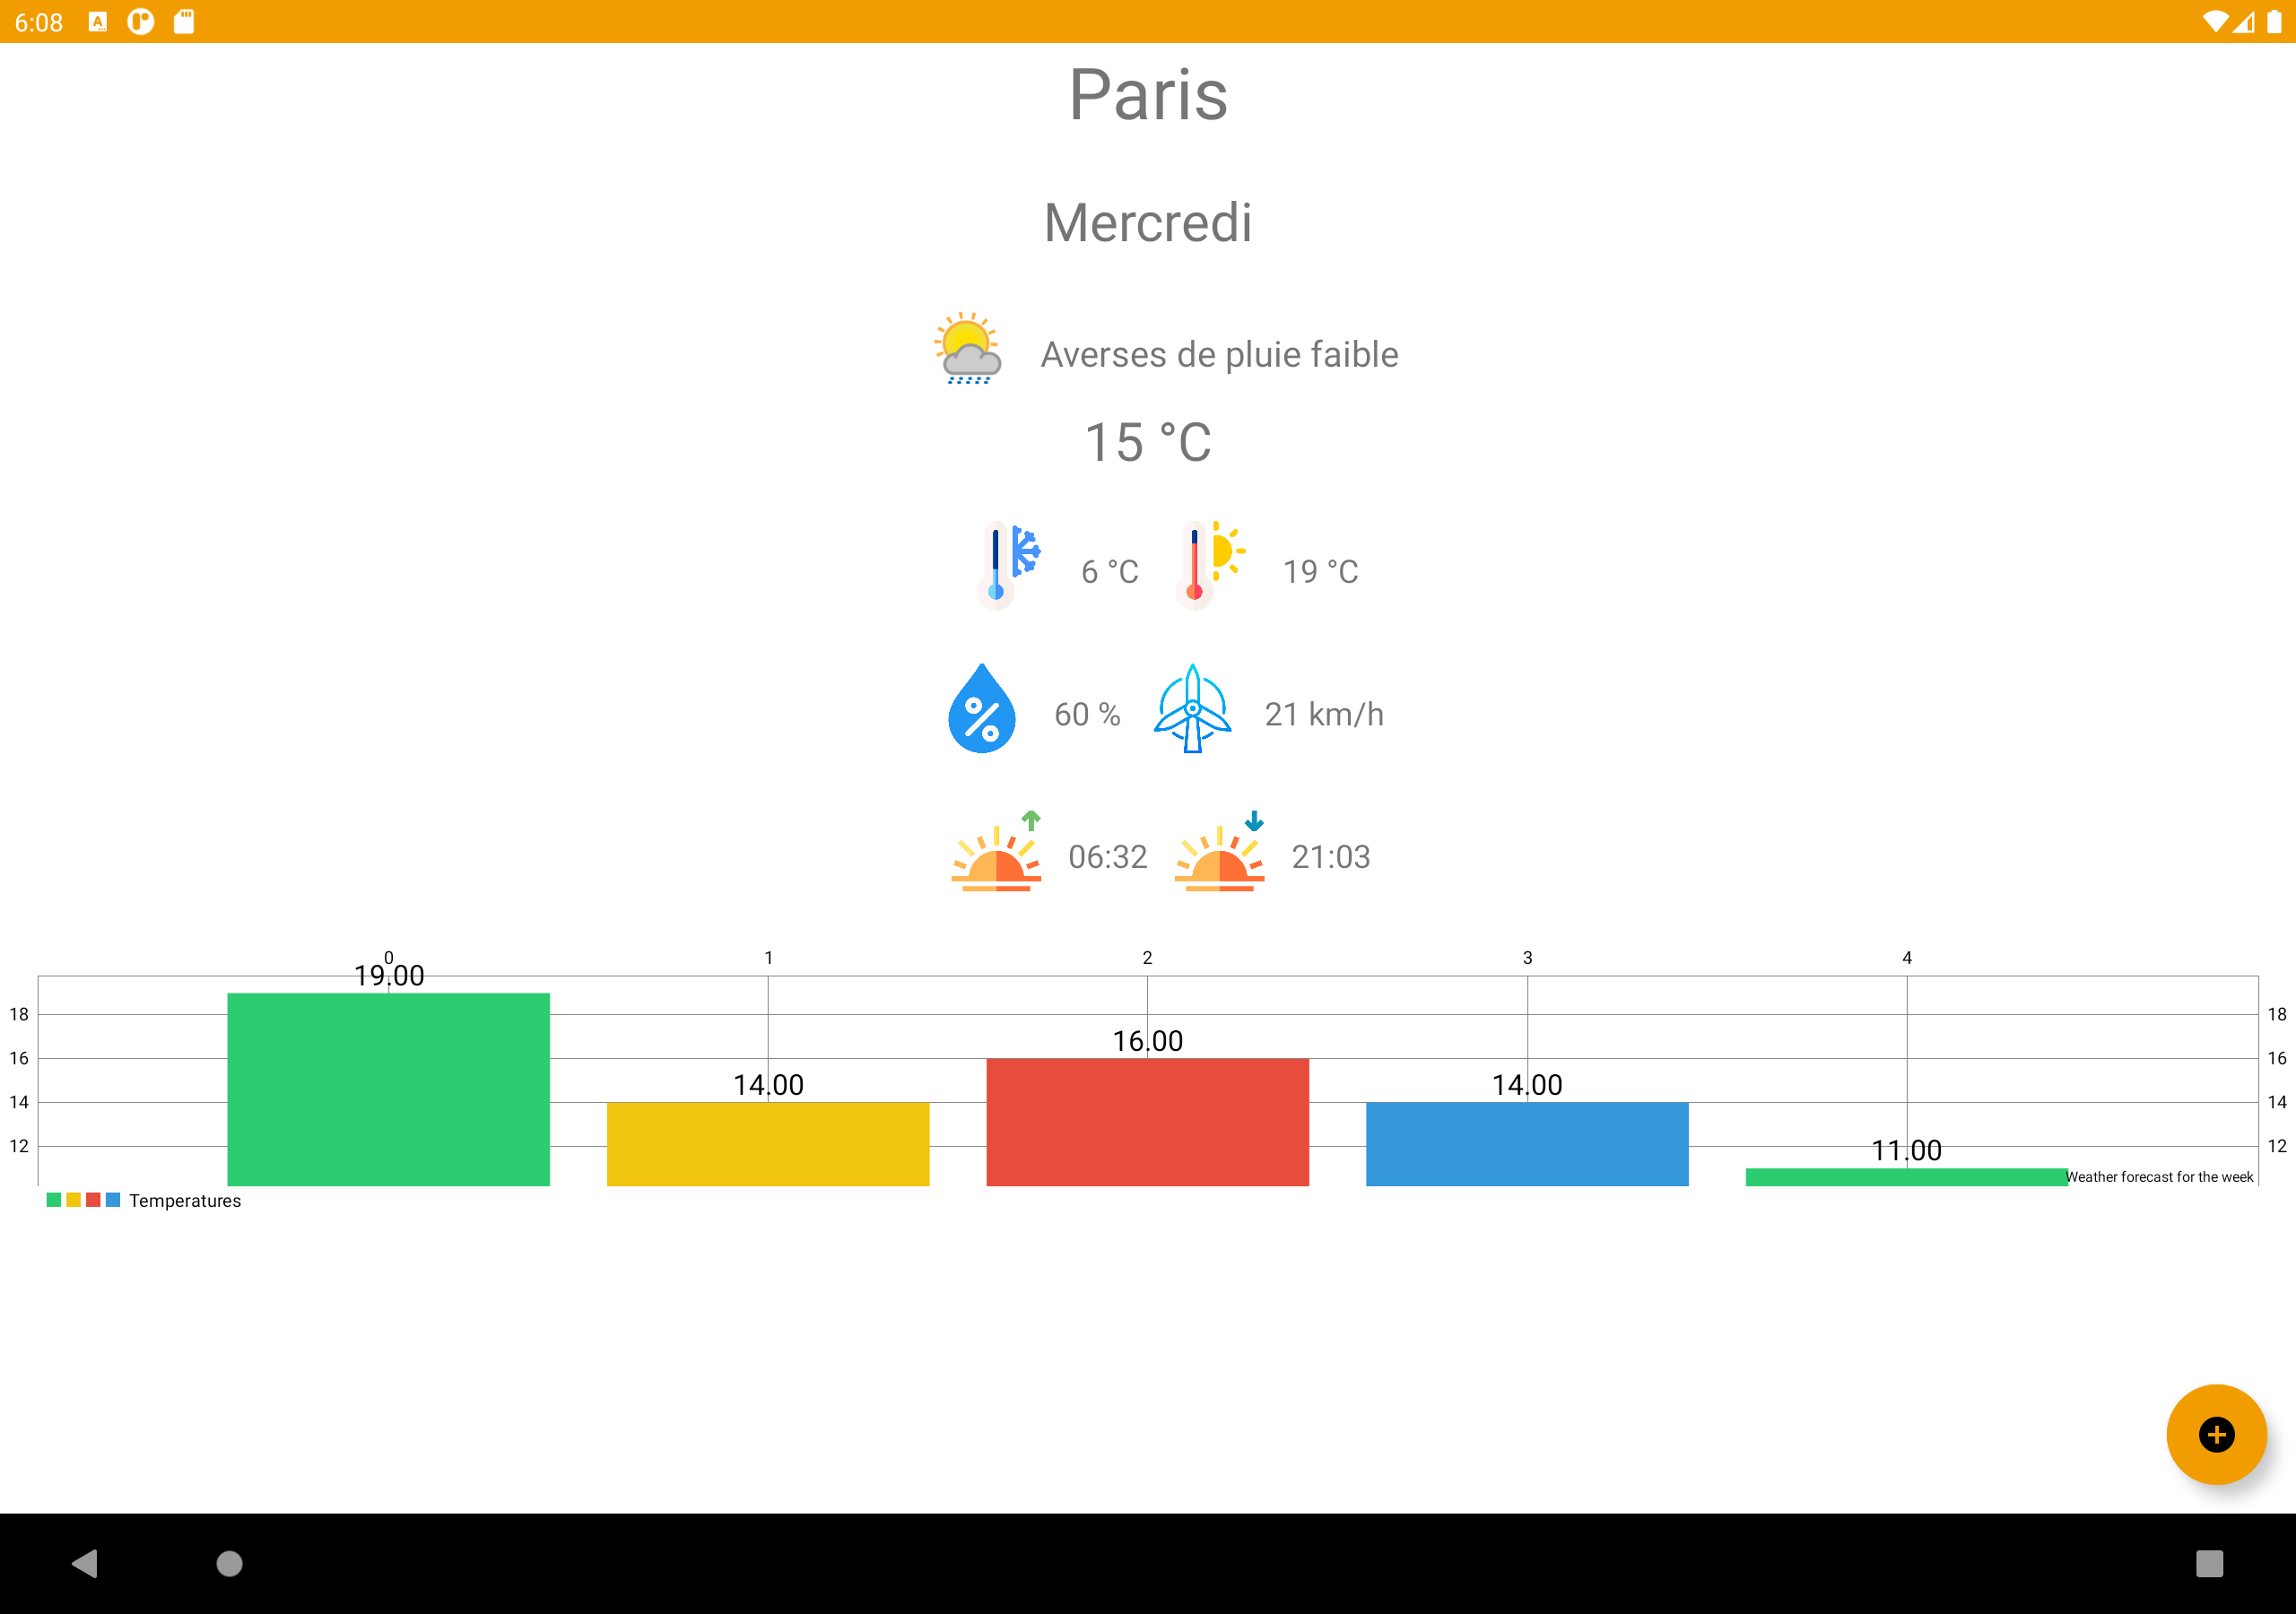 6:08
Paris
Mercredi
Averses de pluie faible
15 °C
6 °C 19 °C
60 % 21 km/h
06:32 21:03
0 1 2 3 4
19.00
18 18
16.00
16 16
14.00 14.00
14 14
11.00
12 12
Weather forecast for the week
Temperatures